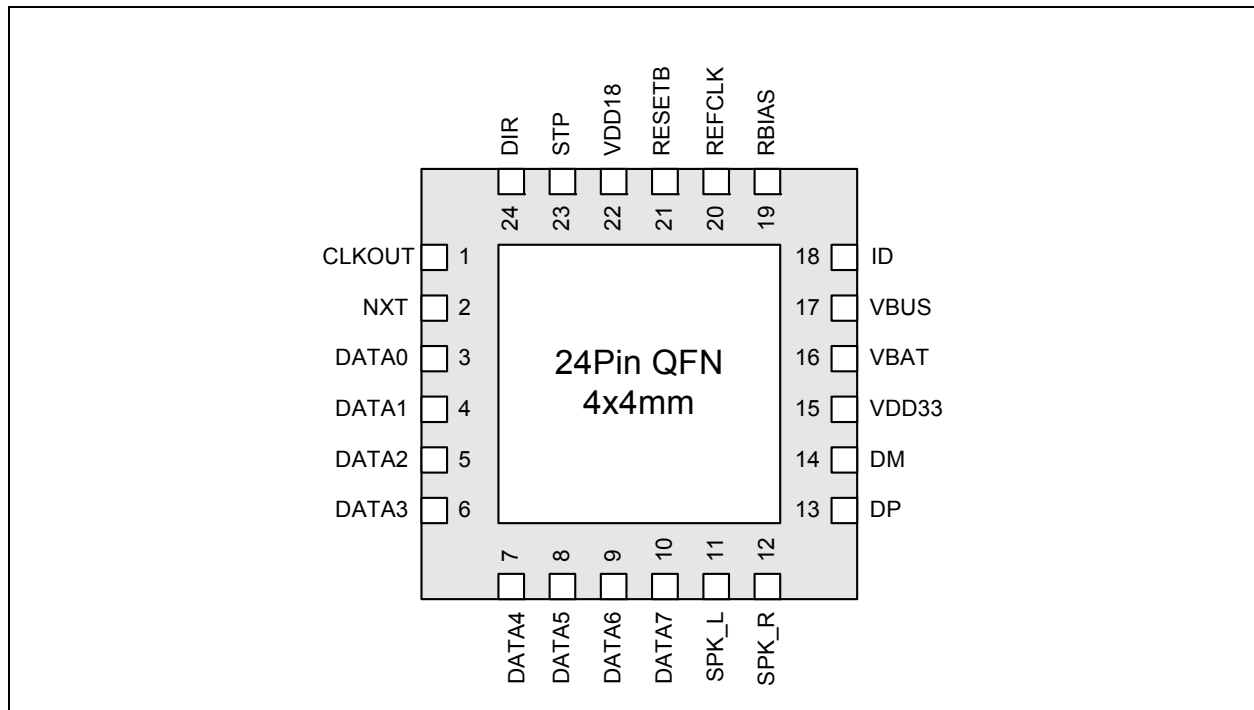 DIR
STP
VDD18
RESETB
REFCLK
RBIAS
24
23
22
21
20
19
CLKOUT 1
18 ID
NXT 2
17 VBUS
DATA0 3
16 VBAT
DATA1 4
15 VDD33
DATA2 5
14 DM
DATA3 6
13 DP
24Pin QFN
4x4mm
7
8
9
10
11
12
DATA4
DATA5
DATA6
DATA7
SPK_L
SPK_R